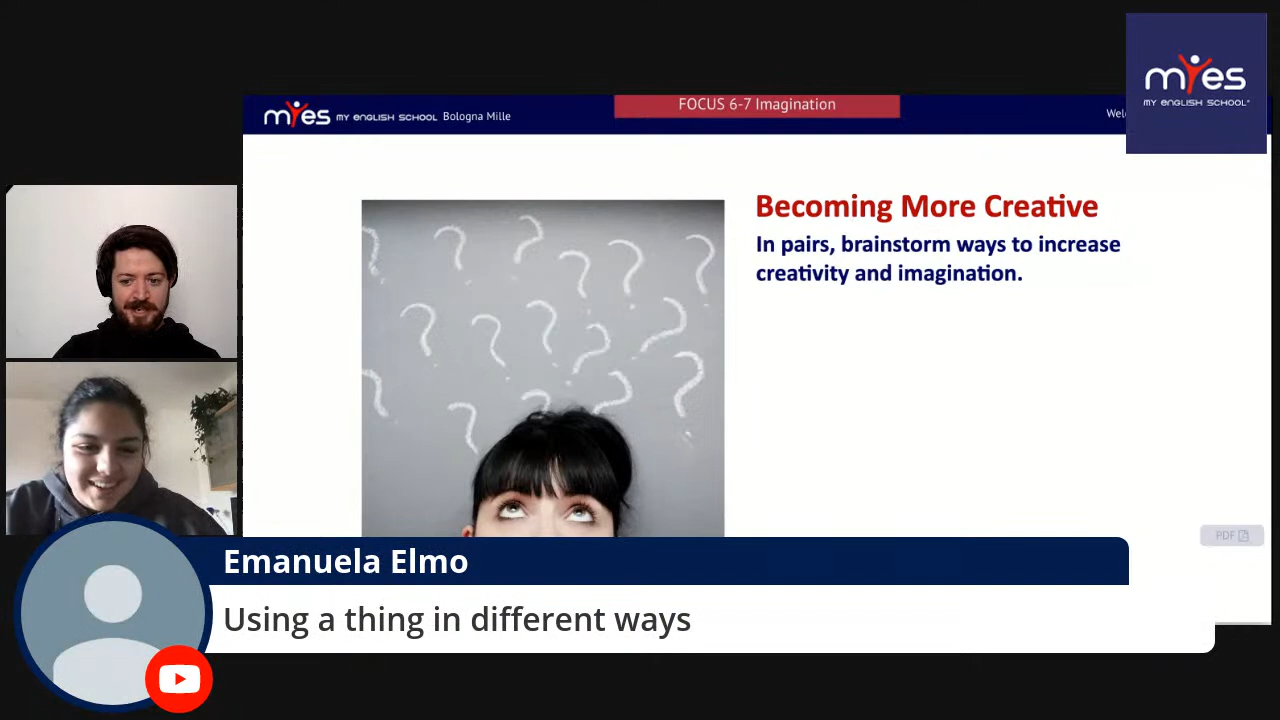 mYes
MY ENGLISH SCHOOL®
mYes MY ENGLISH SCHOOL Bologna Mille
FOCUS 6-7 Imagination
Becoming More Creative
In pairs, brainstorm ways to increase
creativity and imagination.
PDF
Emanuela Elmo
Using a thing in different ways